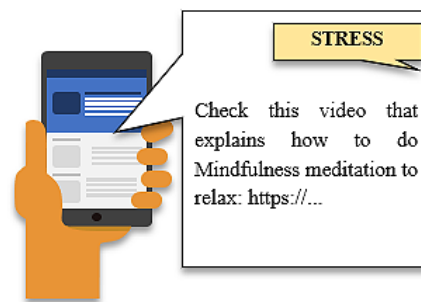 STRESS
Check this video that
explains how to do
Mindfulness meditation to
relax: https://...